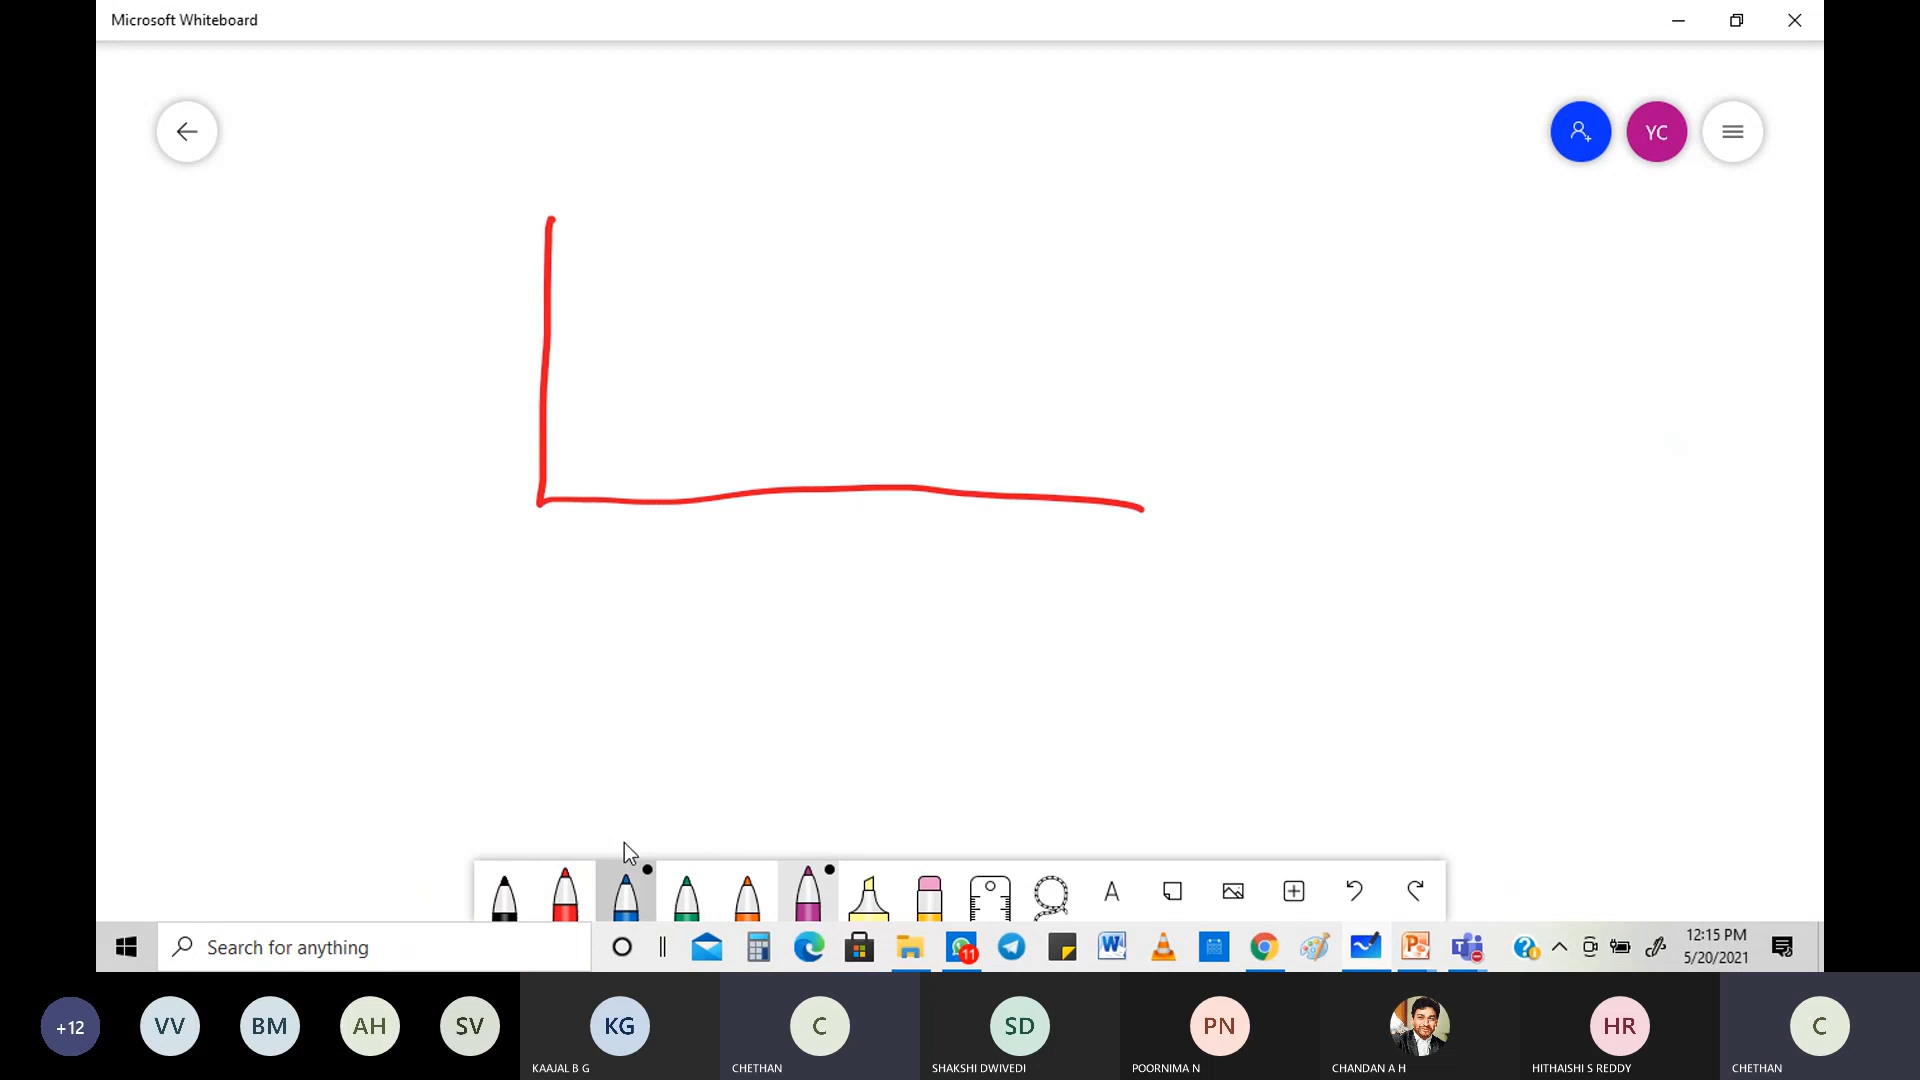 Microsoft Whiteboard
YC
A
Search for anything
11
12:15 PM
5/20/2021
+12
VV
BM
AH
SV
KG
C
SD
PN
HR
C
KAAJAL B G
CHETHAN
SHAKSHI DWIVEDI
POORNIMA N
CHANDAN A H
HITHAISHI S REDDY
CHETHAN